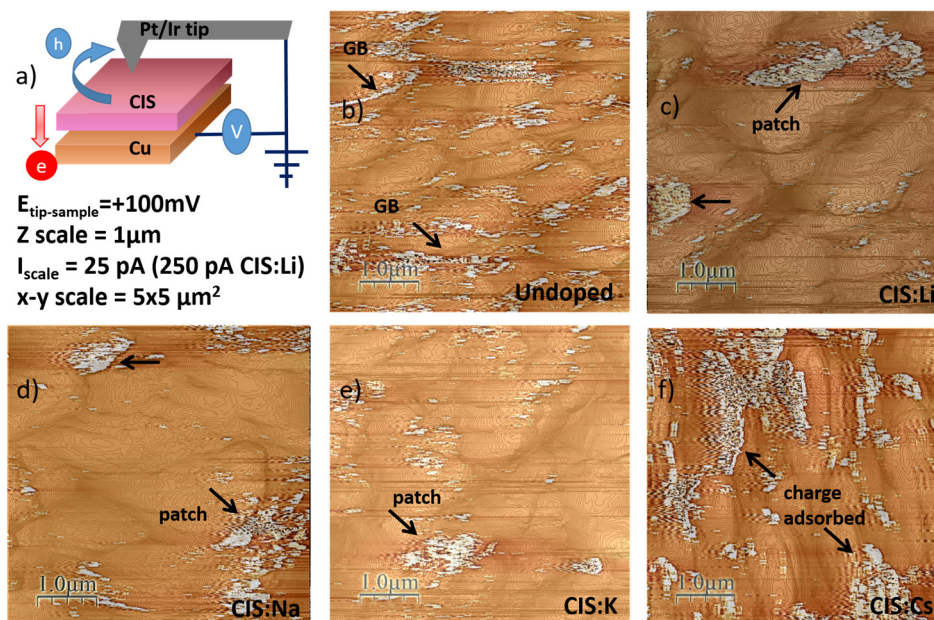 a)
h
Pt/Ir tip
CIS
Cu
V
e
E_tip-sample=+100mV
Z scale = 1µm
I_scale = 25 pA (250 pA CIS:Li)
x-y scale = 5x5 µm²
b)
GB
GB
1.0µm
Undoped
c)
patch
1.0µm
CIS:Li
d)
patch
1.0µm
CIS:Na
e)
patch
1.0µm
CIS:K
f)
charge
adsorbed
1.0µm
CIS:Cs